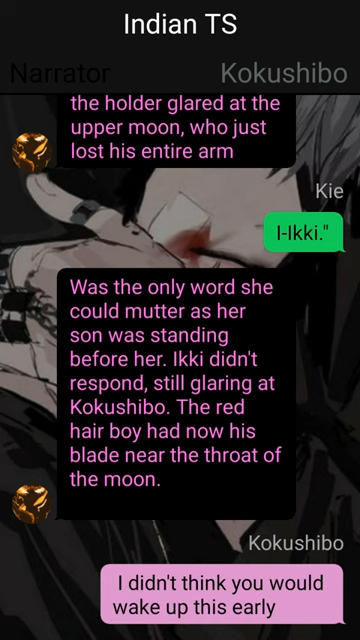 Indian TS
Narrator
Kokushibo
the holder glared at the
upper moon, who just
lost his entire arm
Kie
I-Ikki."
Was the only word she
could mutter as her
son was standing
before her. Ikki didn't
respond, still glaring at
Kokushibo. The red
hair boy had now his
blade near the throat of
the moon.
Kokushibo
I didn't think you would
wake up this early